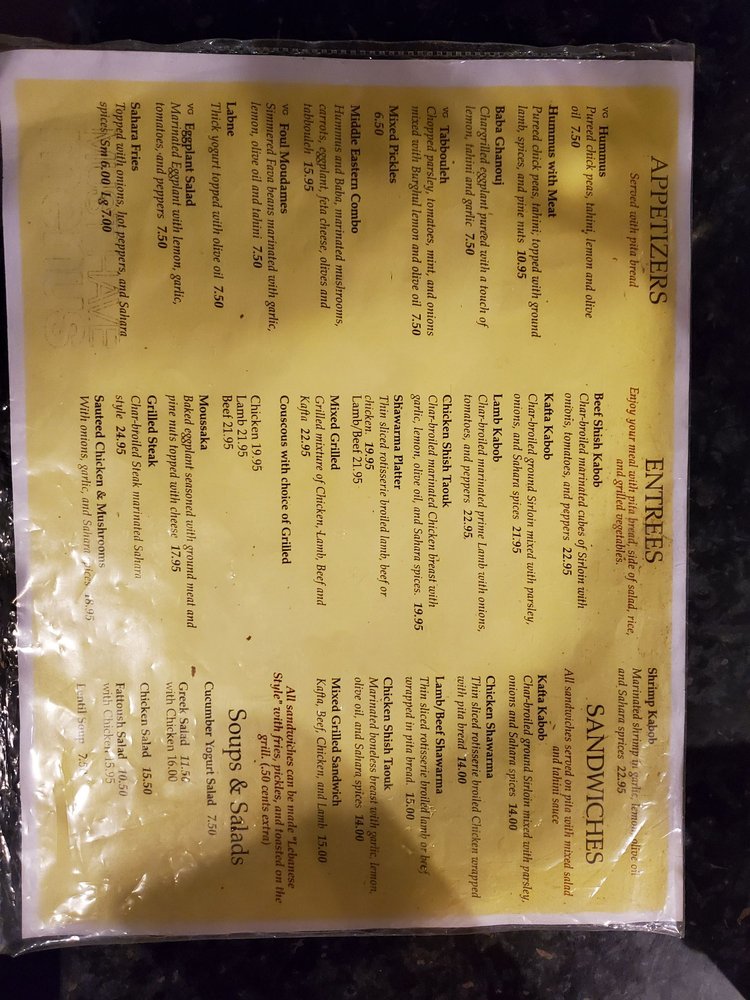 APPETIZERS
Served with pita bread
VG Hummus
Pureed chick peas, tahini, lemon and olive
oil 7.50
Hummus with Meat
Pureed chick peas, tahini, topped with ground
lamb, spices, and pine nuts 10.95
Baba Ghanouj
Chargrilled eggplant pureed with a touch of
lemon, tahini and garlic 7.50
VG Tabbouleh
Chopped parsley, tomatoes, mint, and onions
mixed with Burghul lemon and olive oil 7.50
Mixed Pickles
6.50
Middle Eastern Combo
Hummus and Baba, marinated mushrooms,
carrots, eggplant, feta cheese, olives and
tabbouleh 15.95
VG Foul Moudames
Simmered Fava beans marinated with garlic,
lemon, olive oil and tahini 7.50
Labne
Thick yogurt topped with olive oil 7.50
VG Eggplant Salad
Marinated Eggplant with lemon, garlic,
tomatoes, and peppers 7.50
Sahara Fries
Topped with onions, hot peppers, and Sahara
spices. Sm 6.00 Lg 7.00
ENTREES
Enjoy your meal with pita bread, side of salad, rice,
and grilled vegetables.
Beef Shish Kabob
Char-broiled marinated cubes of Sirloin with
onions, tomatoes, and peppers 22.95
Kafta Kabob
Char-broiled ground Sirloin mixed with parsley,
onions, and Sahara spices 21.95
Lamb Kabob
Char-broiled marinated prime Lamb with onions,
tomatoes, and peppers 22.95
Chicken Shish Taouk
Char-broiled marinated Chicken breast with
garlic, lemon, olive oil, and Sahara spices. 19.95
Shawarma Platter
Thin sliced rotisserie broiled lamb, beef or
chicken. 19.95
Lamb/Beef 21.95
Mixed Grilled
Grilled mixture of Chicken, Lamb, Beef and
Kafta 22.95
Couscous with choice of Grilled
Chicken 19.95
Lamb 21.95
Beef 21.95
Moussaka
Baked eggplant seasoned with ground meat and
pine nuts topped with cheese 17.95
Grilled Steak
Char-broiled Steak marinated Sahara
style 24.95
Sauteed Chicken & Mushrooms
With onions, garlic, and Sahara
Shrimp Kabob
Marinated shrimp in garlic, lemon, olive oil
and Sahara spices 22.95
SANDWICHES
All sandwiches served on pita with mixed salad
and tahini sauce
Kafta Kabob
Char-broiled ground Sirloin mixed with parsley,
onions and Sahara spices 14.00
Chicken Shawarma
Thin sliced rotisserie broiled Chicken wrapped
with pita bread 14.00
Lamb/Beef Shawarma
Thin sliced rotisserie broiled lamb or beef
wrapped in pita bread 15.00
Chicken Shish Taouk
Marinated boneless breast with garlic, lemon,
olive oil, and Sahara spices 14.00
Mixed Grilled Sandwich
Kafta, Beef, Chicken, and Lamb 15.00
All sandwiches can be made "Lebanese
Style" with fries, pickles, and toasted on the
grill. (.50 cents extra)
Soups & Salads
Cucumber Yogurt Salad 7.50
Greek Salad 11.50
with Chicken 16.00
Chicken Salad 15.50
Fattoush Salad 10.50
with Chicken 15.95
Lentil Soup